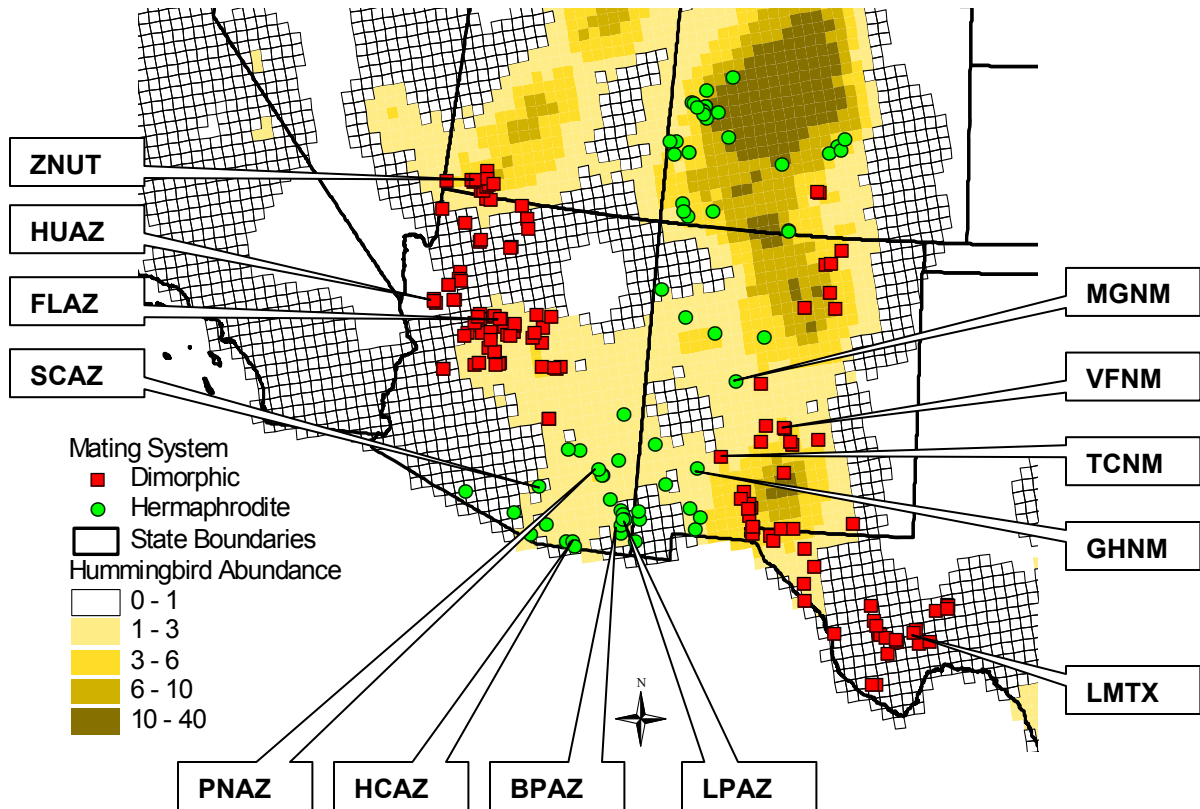 ZNUT
HUAZ
FLAZ
SCAZ
MGNM
VFNM
TCNM
GHNM
LMTX
Mating System
Dimorphic
Hermaphrodite
State Boundaries
Hummingbird Abundance
0 - 1
1 - 3
3 - 6
6 - 10
10 - 40
N
PNAZ
HCAZ
BPAZ
LPAZ